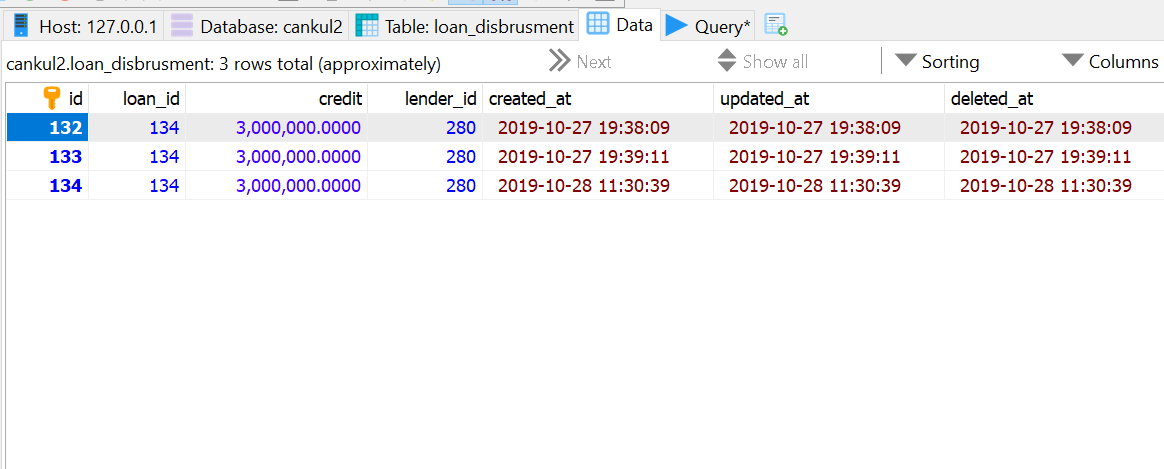 Host: 127.0.0.1 Database: cankul2 Table: loan_disbrusment Data Query*
cankul2.loan_disbrusment: 3 rows total (approximately) Next Show all Sorting Columns
id loan_id credit lender_id created_at updated_at deleted_at
132 134 3,000,000.0000 280 2019-10-27 19:38:09 2019-10-27 19:38:09 2019-10-27 19:38:09
133 134 3,000,000.0000 280 2019-10-27 19:39:11 2019-10-27 19:39:11 2019-10-27 19:39:11
134 134 3,000,000.0000 280 2019-10-28 11:30:39 2019-10-28 11:30:39 2019-10-28 11:30:39